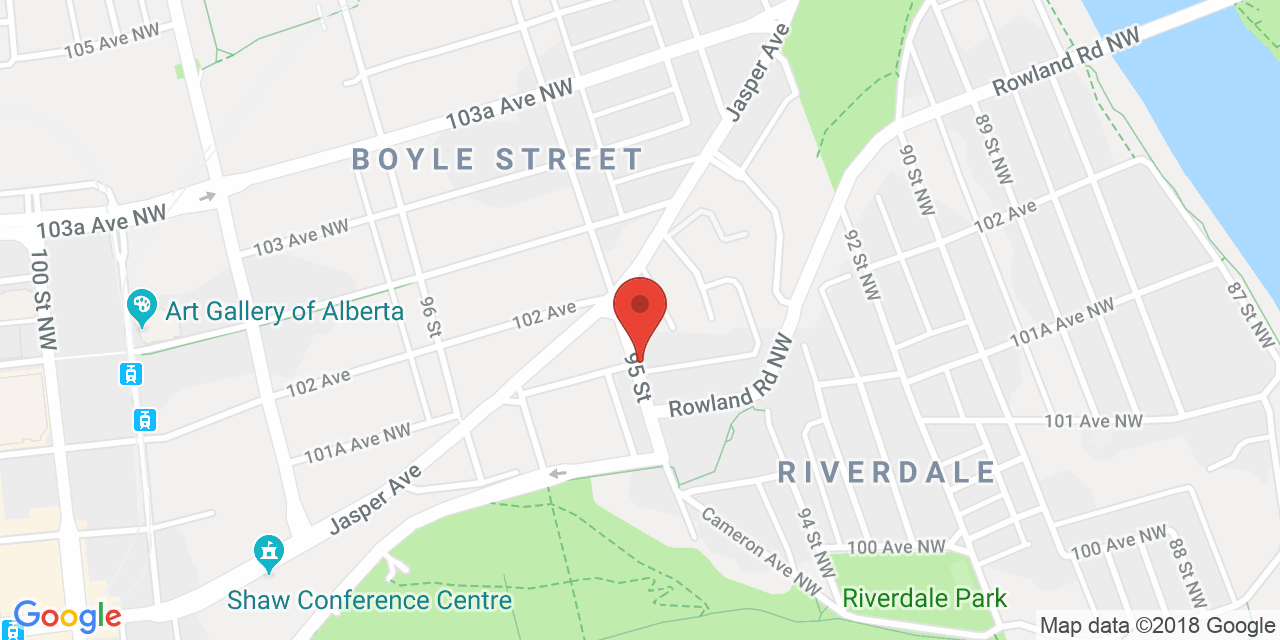 105 Ave NW
Jasper Ave
Rowland Rd NW
103a Ave NW
89 St NW
90 St NW
BOYLE STREET
103a Ave NW
102 Ave
103 Ave NW
100 St NW
92 St NW
87 St NW
Art Gallery of Alberta
96 St
102 Ave
101A Ave NW
95 St
102 Ave
Rowland Rd NW
101 Ave NW
101A Ave NW
RIVERDALE
Jasper Ave
Cameron Ave NW
94 St NW
100 Ave NW
100 Ave NW
88 St NW
Shaw Conference Centre
Riverdale Park
Google
Map data ©2018 Google